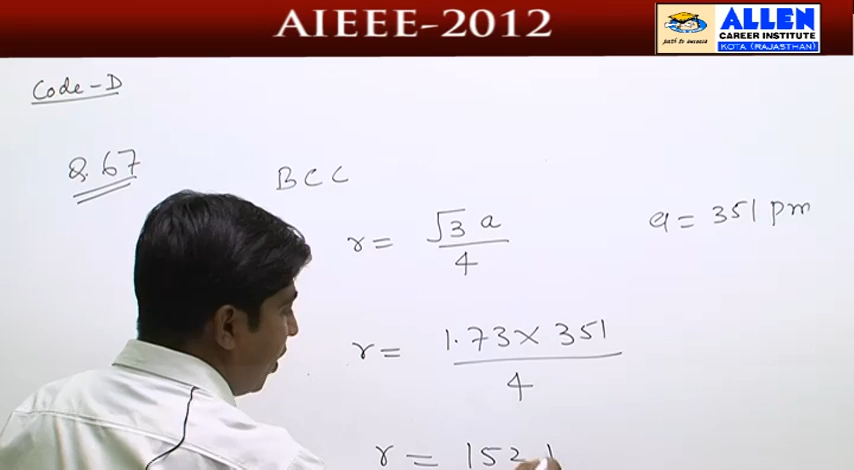 AIEEE-2012
ALLEN
CAREER INSTITUTE
KOTA (RAJASTHAN)
path to success
Code-D
Q.67
BCC
r = √3 a / 4
a = 351 pm
r = 1.73 × 351 / 4
r = 152